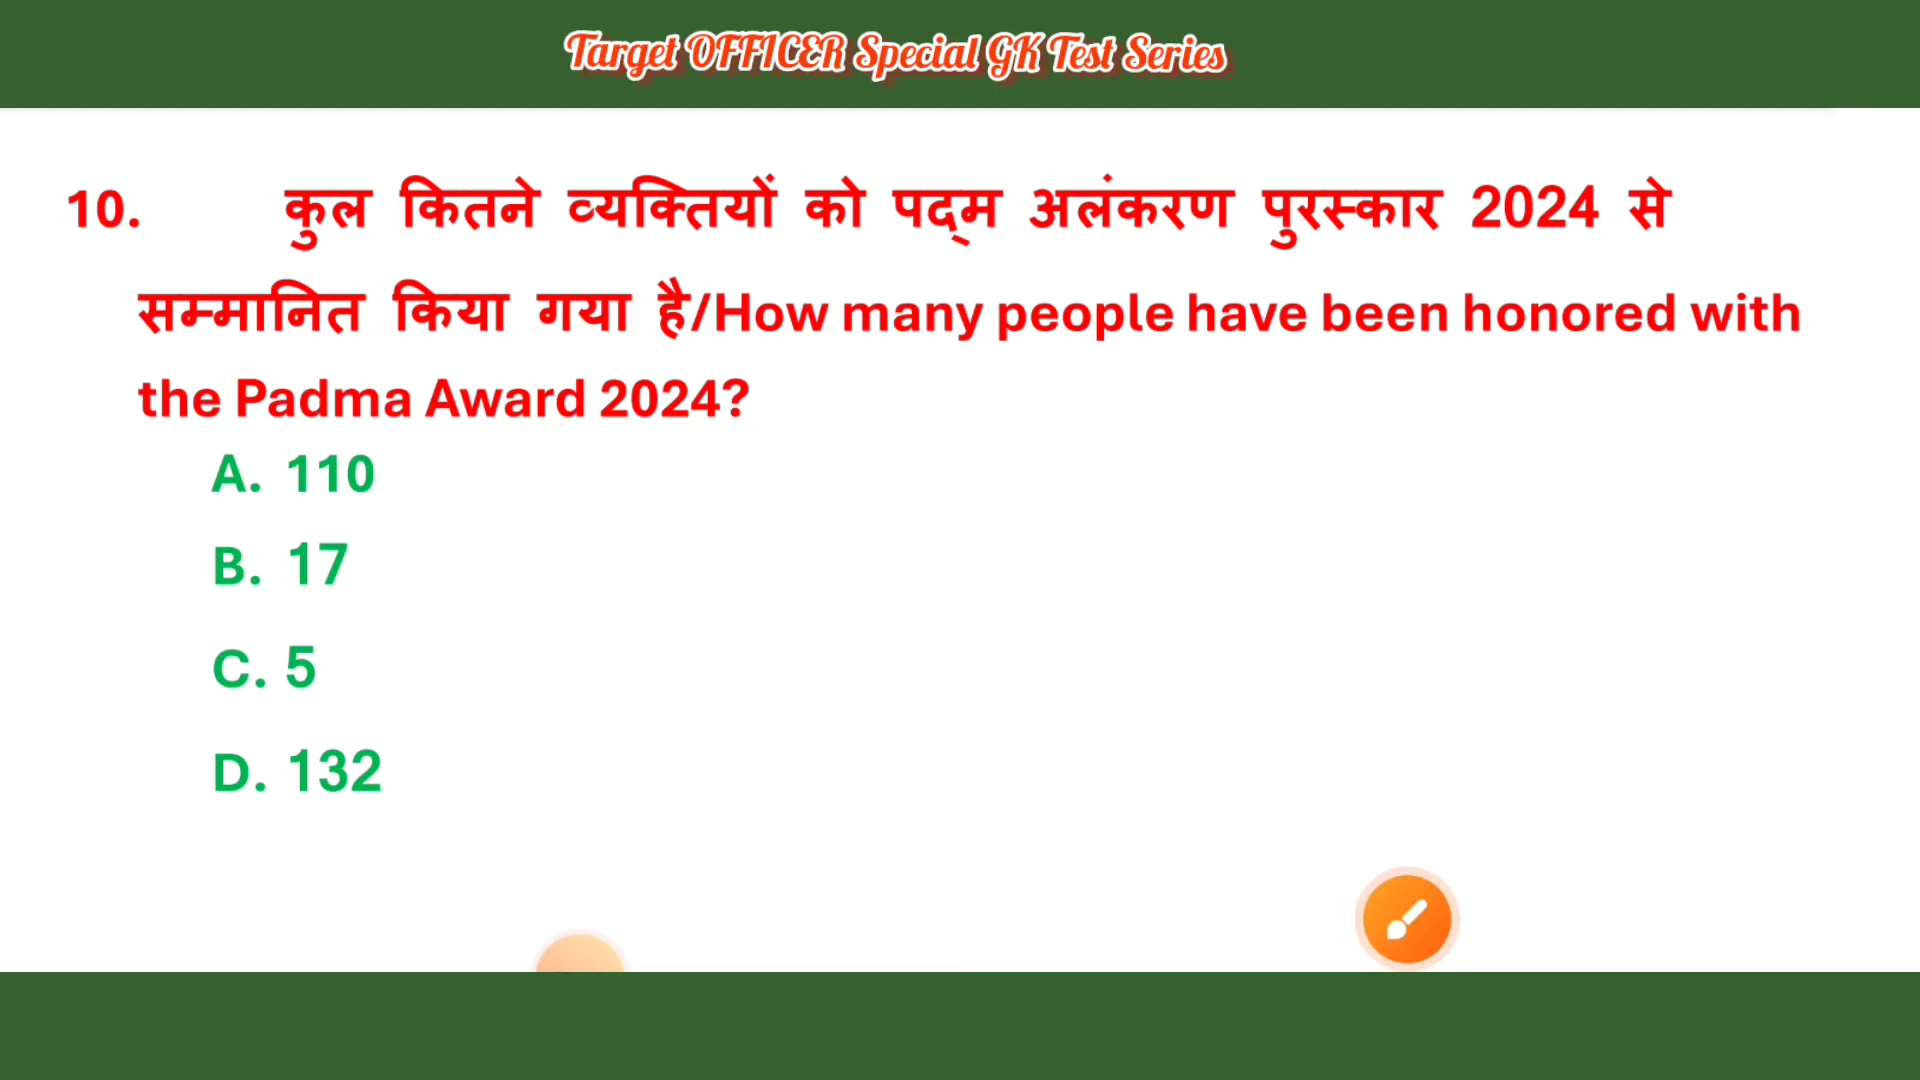 Target OFFICER Special GK Test Series
10. कुल कितने व्यक्तियों को पद्म अलंकरण पुरस्कार 2024 से
सम्मानित किया गया है/How many people have been honored with
the Padma Award 2024?
A. 110
B. 17
C. 5
D. 132